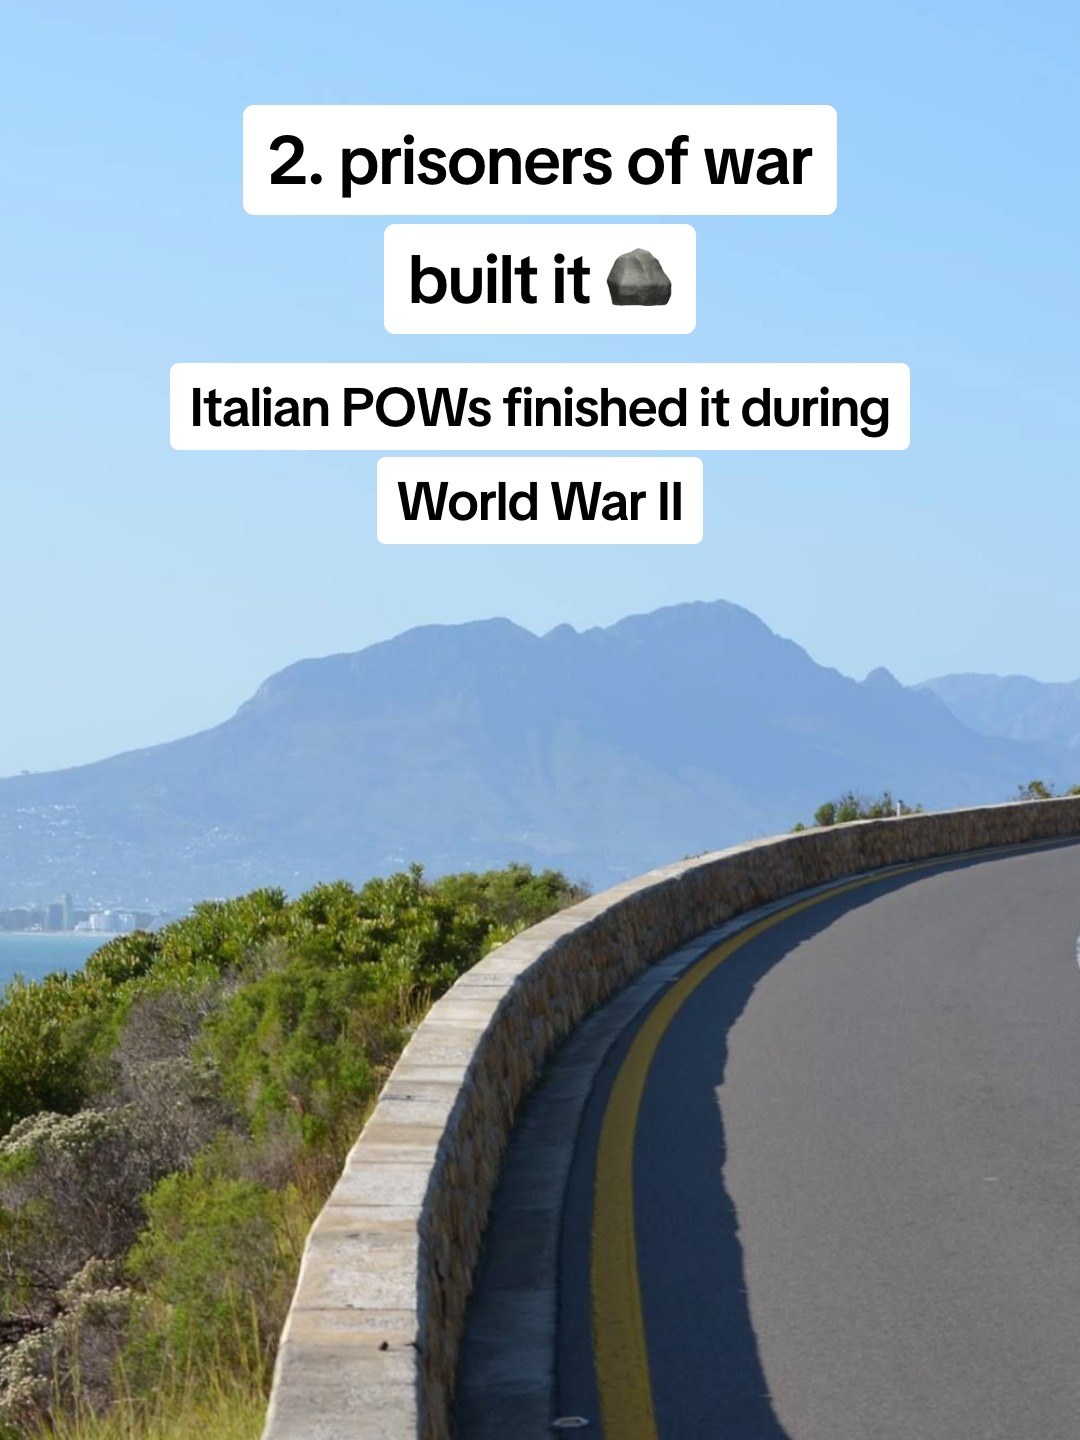 2. prisoners of war
built it 🪨
Italian POWs finished it during
World War II